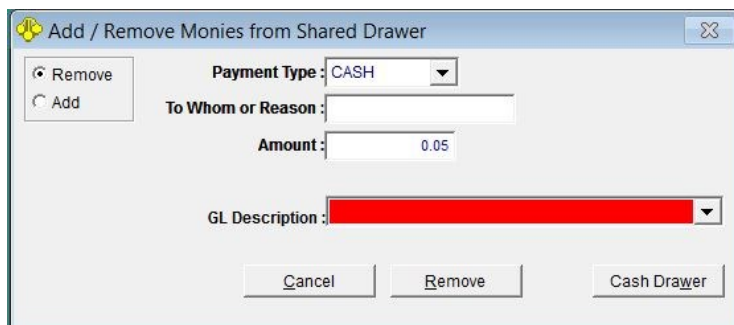 Add / Remove Monies from Shared Drawer
Remove
Payment Type : CASH
Add
To Whom or Reason :
Amount : 0.05
GL Description :
Cancel Remove Cash Drawer